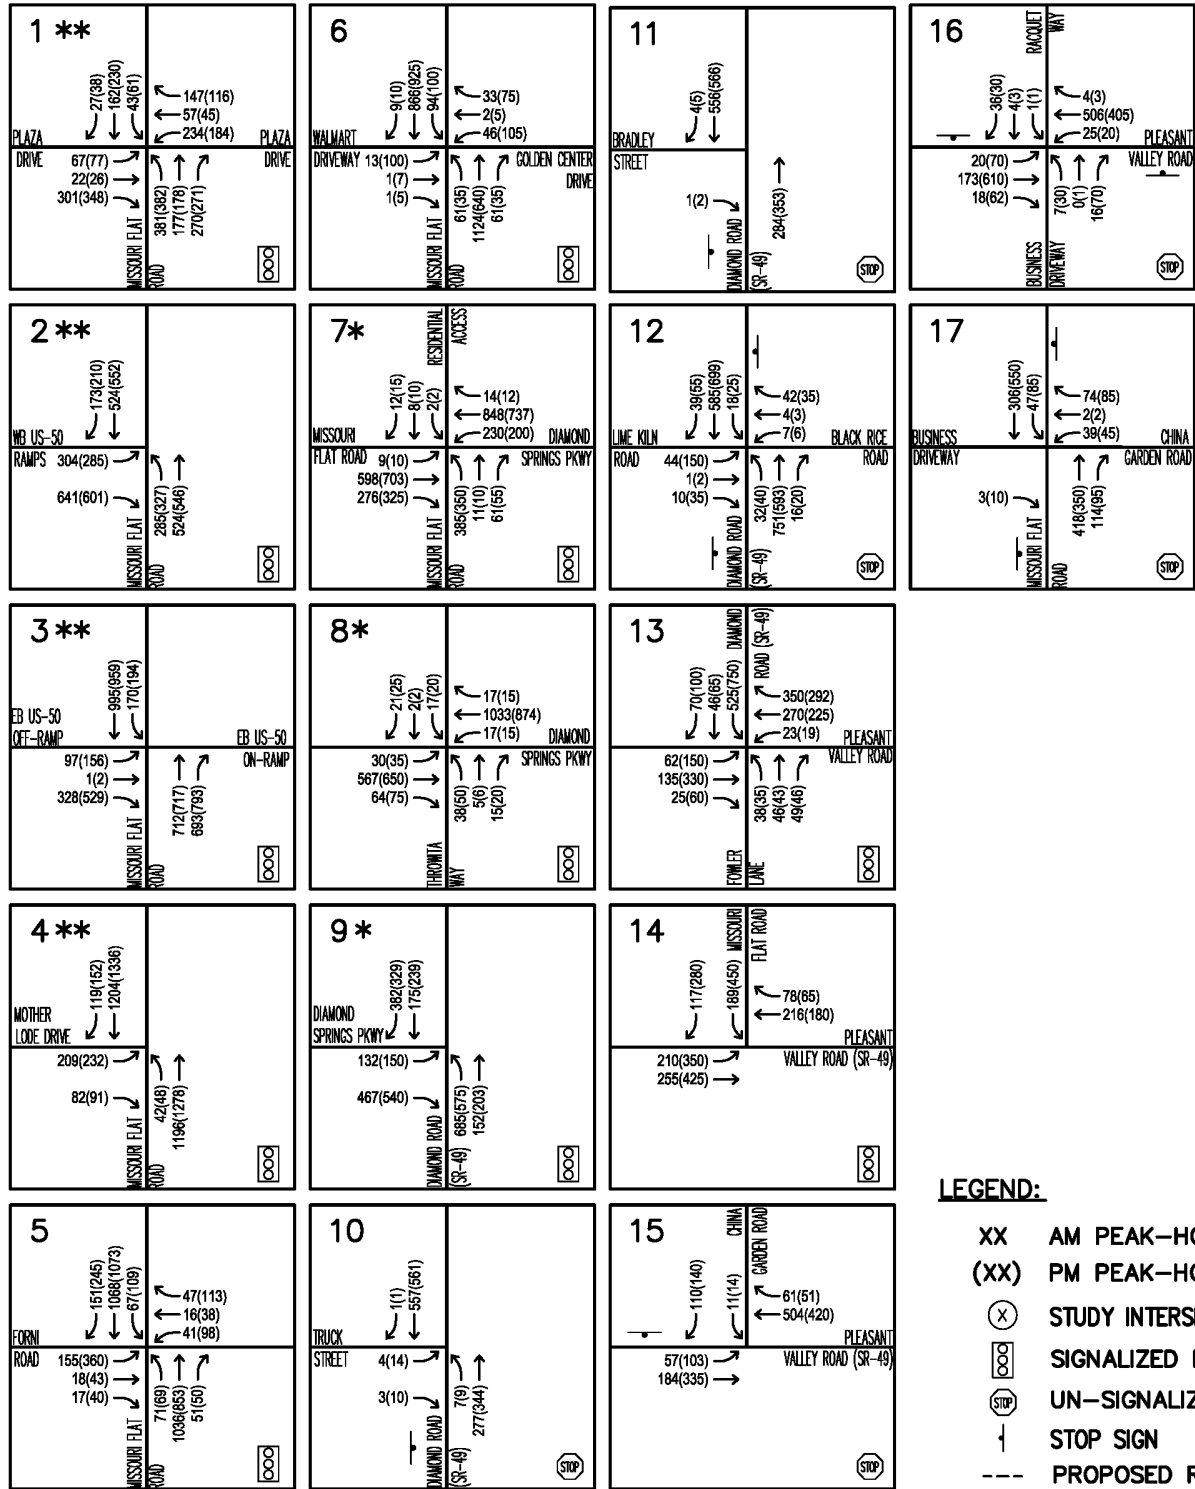 1 **
27(38)
162(230)
43(61)
147(116)
57(45)
234(184)
PLAZA
DRIVE
PLAZA
DRIVE
67(77)
22(26)
301(348)
381(382)
177(178)
270(271)
MISSOURI FLAT
ROAD
6
9(10)
866(925)
94(100)
33(75)
2(5)
46(105)
WALMART
DRIVEWAY
GOLDEN CENTER
DRIVE
13(100)
1(7)
1(5)
61(35)
1124(640)
61(35)
MISSOURI FLAT
ROAD
11
4(5)
556(566)
BRADLEY
STREET
1(2)
284(353)
DIAMOND ROAD
(SR-49)
STOP
16
RACQUET
WAY
36(30)
4(3)
1(1)
4(3)
506(405)
25(20)
PLEASANT
VALLEY ROAD
20(70)
173(610)
18(62)
7(30)
0(1)
16(70)
BUSINESS
DRIVEWAY
STOP
2 **
173(210)
524(552)
WB US-50
RAMPS
304(285)
641(601)
285(327)
524(546)
MISSOURI FLAT
ROAD
7*
RESIDENTIAL
ACCESS
12(15)
8(10)
2(2)
14(12)
848(737)
230(200)
MISSOURI
FLAT ROAD
DIAMOND
SPRINGS PKWY
9(10)
598(703)
276(325)
385(350)
11(10)
61(55)
MISSOURI FLAT
ROAD
12
39(55)
585(699)
18(25)
42(35)
4(3)
7(6)
LIME KILN
ROAD
BLACK RICE
ROAD
44(150)
1(2)
10(35)
32(40)
751(593)
16(20)
DIAMOND ROAD
(SR-49)
STOP
17
306(550)
47(85)
74(85)
2(2)
39(45)
BUSINESS
DRIVEWAY
CHINA
GARDEN ROAD
3(10)
418(350)
114(95)
MISSOURI FLAT
ROAD
STOP
3 **
995(959)
170(194)
EB US-50
OFF-RAMP
EB US-50
ON-RAMP
97(156)
1(2)
328(529)
712(717)
693(793)
MISSOURI FLAT
ROAD
8*
21(25)
2(2)
17(20)
17(15)
1033(874)
17(15)
DIAMOND
SPRINGS PKWY
30(35)
567(650)
64(75)
38(50)
5(6)
15(20)
THROWITA
WAY
13
DIAMOND
ROAD (SR-49)
70(100)
46(65)
525(750)
350(292)
270(225)
23(19)
PLEASANT
VALLEY ROAD
62(150)
135(330)
25(60)
38(35)
46(43)
49(46)
FOWLER
LANE
4 **
119(152)
1204(1336)
MOTHER
LODE DRIVE
209(232)
82(91)
42(48)
1196(1278)
MISSOURI FLAT
ROAD
9 *
382(329)
175(239)
DIAMOND
SPRINGS PKWY
132(150)
467(540)
685(575)
152(203)
DIAMOND ROAD
(SR-49)
14
MISSOURI
FLAT ROAD
117(280)
189(450)
78(65)
216(180)
PLEASANT
VALLEY ROAD (SR-49)
210(350)
255(425)
5
151(245)
1068(1073)
67(109)
47(113)
16(38)
41(98)
FORNI
ROAD
155(360)
18(43)
17(40)
71(69)
1036(853)
51(50)
MISSOURI FLAT
ROAD
10
1(1)
557(561)
TRUCK
STREET
4(14)
3(10)
7(9)
277(344)
DIAMOND ROAD
(SR-49)
STOP
15
CHINA
GARDEN ROAD
110(140)
11(14)
61(51)
504(420)
PLEASANT
VALLEY ROAD (SR-49)
57(103)
184(335)
STOP
LEGEND:
XX AM PEAK-HO
(XX) PM PEAK-HO
X STUDY INTERS
SIGNALIZED
STOP UN-SIGNALIZ
STOP SIGN
PROPOSED